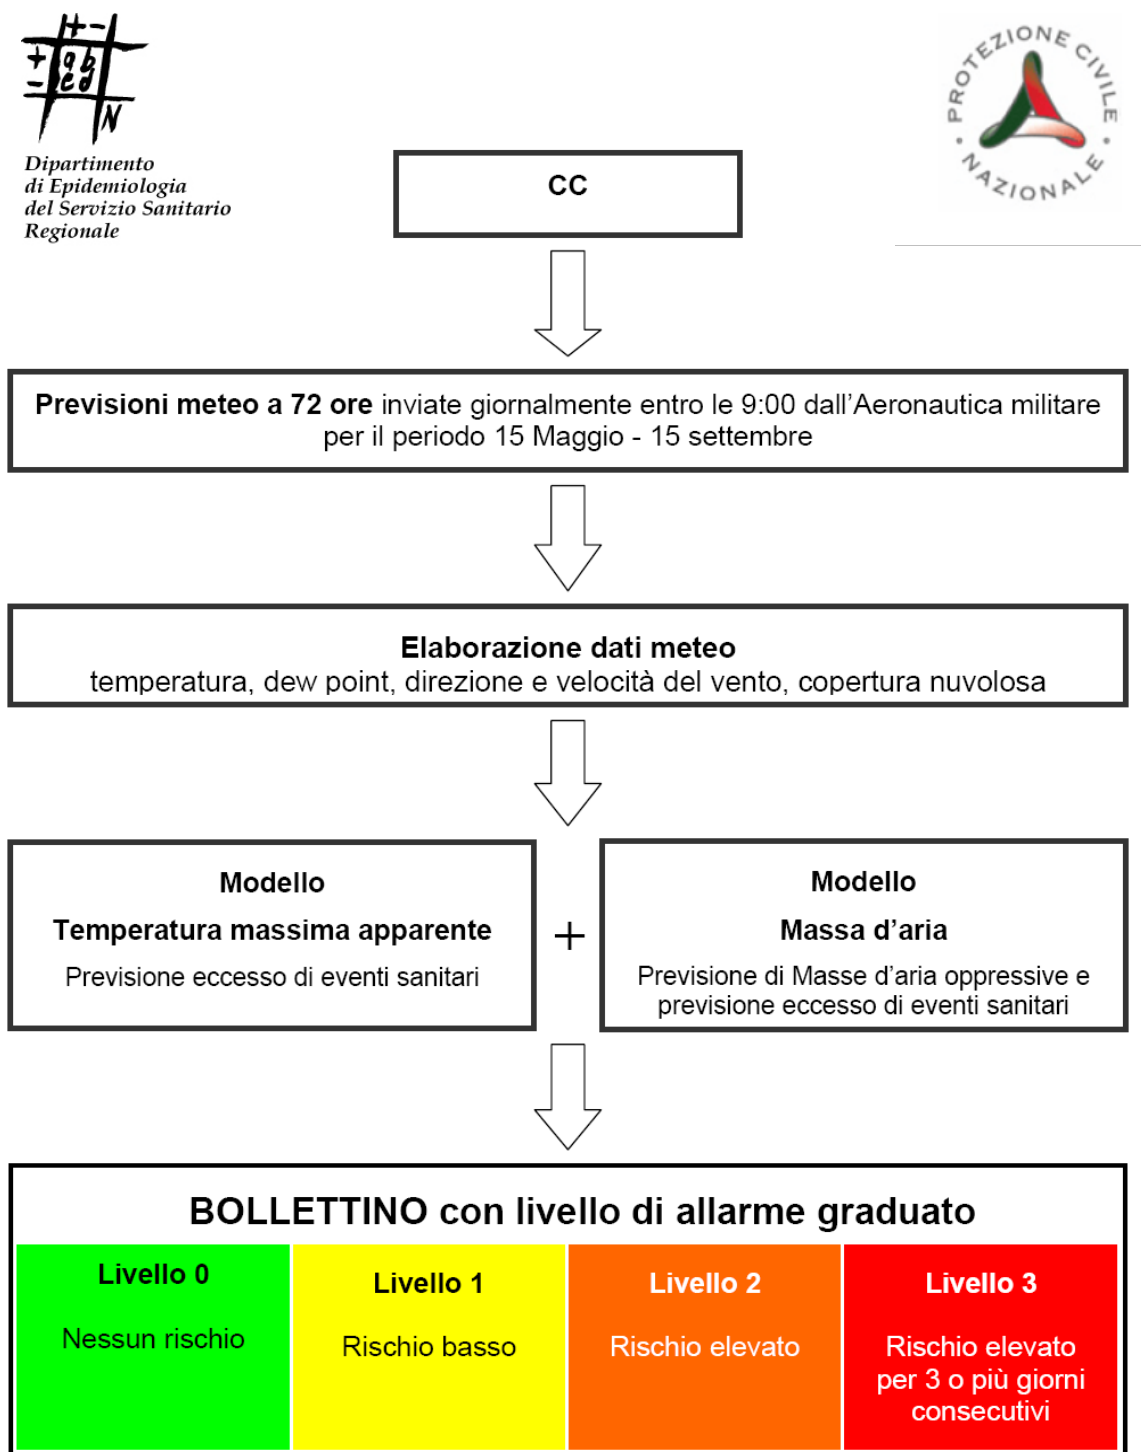 + -
+ a b
- c d
N
Dipartimento
di Epidemiologia
del Servizio Sanitario
Regionale
PROTEZIONE CIVILE
NAZIONALE
CC
Previsioni meteo a 72 ore inviate giornalmente entro le 9:00 dall'Aeronautica militare
per il periodo 15 Maggio - 15 settembre
Elaborazione dati meteo
temperatura, dew point, direzione e velocità del vento, copertura nuvolosa
Modello
Temperatura massima apparente
Previsione eccesso di eventi sanitari
+
Modello
Massa d'aria
Previsione di Masse d'aria oppressive e
previsione eccesso di eventi sanitari
BOLLETTINO con livello di allarme graduato
Livello 0
Nessun rischio
Livello 1
Rischio basso
Livello 2
Rischio elevato
Livello 3
Rischio elevato
per 3 o più giorni
consecutivi